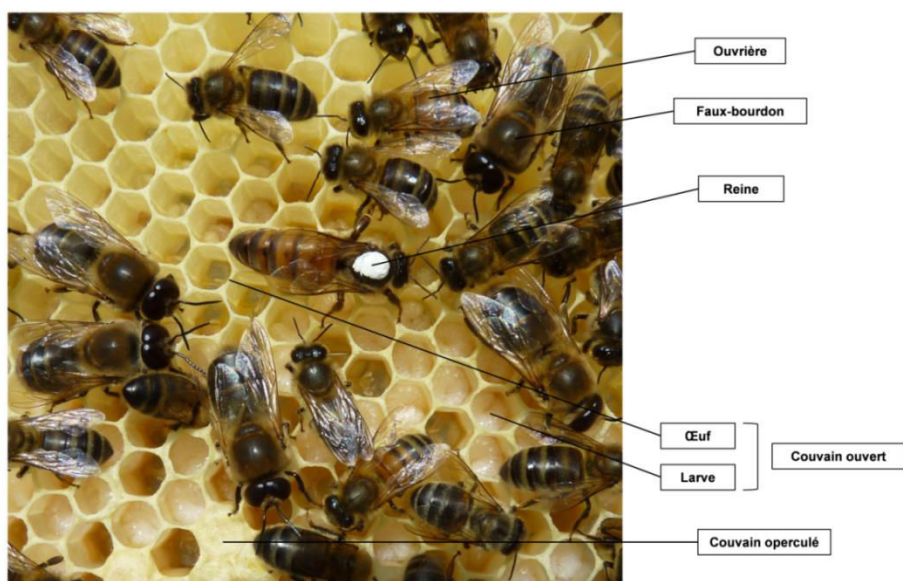 Ouvrière
Faux-bourdon
Reine
Œuf
Couvain ouvert
Larve
Couvain operculé